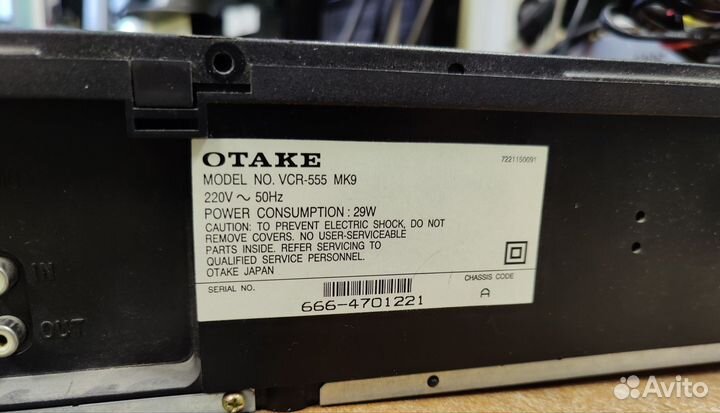 OTAKE
7221150091
MODEL NO. VCR-555 MK9
220V ~ 50Hz
POWER CONSUMPTION : 29W
CAUTION: TO PREVENT ELECTRIC SHOCK, DO NOT
REMOVE COVERS. NO USER-SERVICEABLE
PARTS INSIDE. REFER SERVICING TO
QUALIFIED SERVICE PERSONNEL.
OTAKE JAPAN
SERIAL NO.
CHASSIS CODE
666-4701221
A
IN
OUT
Avito